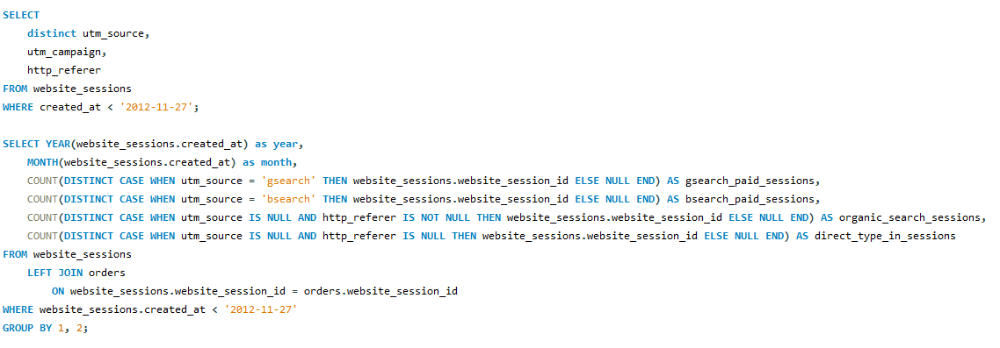 SELECT
distinct utm_source,
utm_campaign,
http_referer
FROM website_sessions
WHERE created_at < '2012-11-27';
SELECT YEAR(website_sessions.created_at) as year,
MONTH(website_sessions.created_at) as month,
COUNT(DISTINCT CASE WHEN utm_source = 'gsearch' THEN website_sessions.website_session_id ELSE NULL END) AS gsearch_paid_sessions,
COUNT(DISTINCT CASE WHEN utm_source = 'bsearch' THEN website_sessions.website_session_id ELSE NULL END) AS bsearch_paid_sessions,
COUNT(DISTINCT CASE WHEN utm_source IS NULL AND http_referer IS NOT NULL THEN website_sessions.website_session_id ELSE NULL END) AS organic_search_sessions,
COUNT(DISTINCT CASE WHEN utm_source IS NULL AND http_referer IS NULL THEN website_sessions.website_session_id ELSE NULL END) AS direct_type_in_sessions
FROM website_sessions
LEFT JOIN orders
ON website_sessions.website_session_id = orders.website_session_id
WHERE website_sessions.created_at < '2012-11-27'
GROUP BY 1, 2;